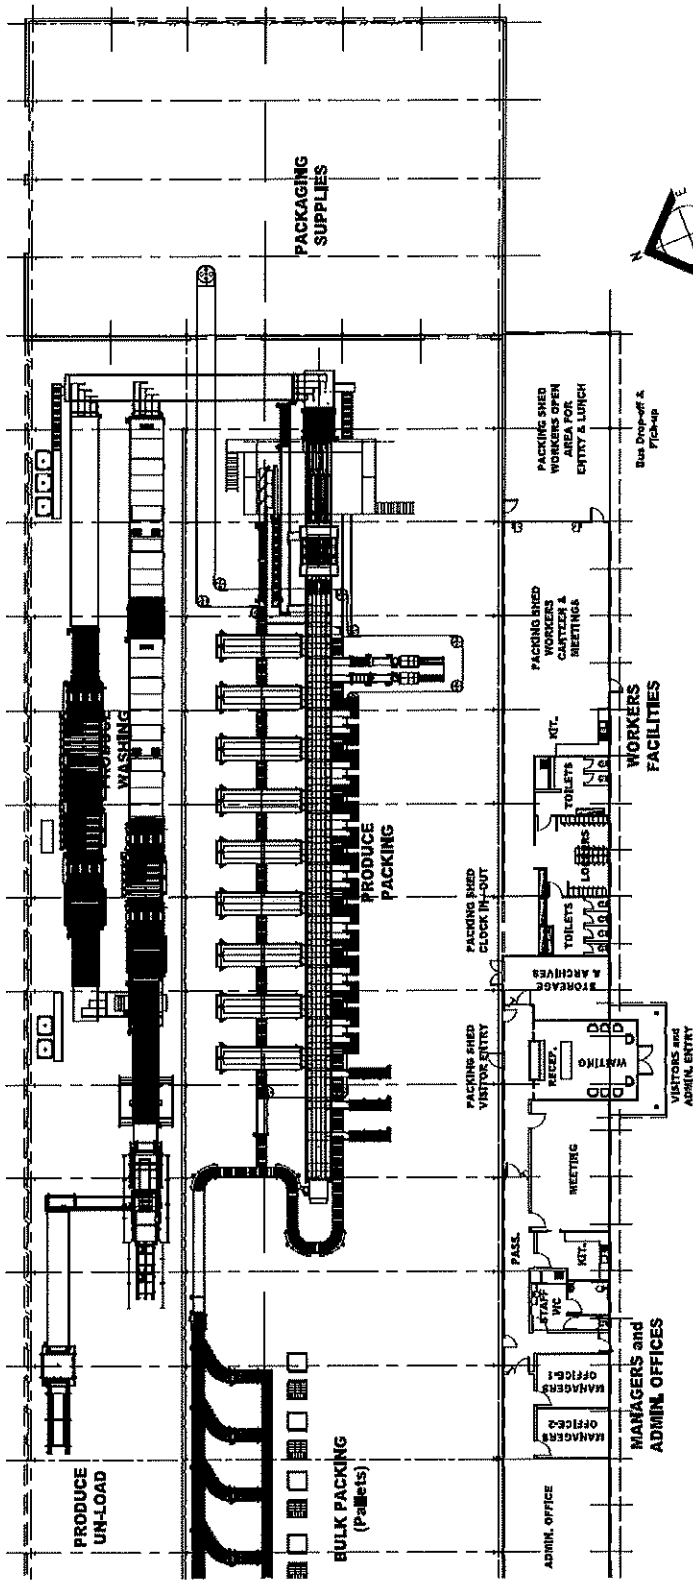 PACKAGING
SUPPLIES
N
E
PACKING SHED
WORKERS OPEN
AREA FOR
ENTRY & LUNCH
Bus Drop-off &
Pick-up
PACKING SHED
WORKERS
CANTEEN &
MEETINGS
PRODUCE
WASHING
KIT.
WORKERS
FACILITIES
TOILETS
LOCKERS
PRODUCE
PACKING
PACKING SHED
CLOCK IN-OUT
TOILETS
STOREAGE
& ARCHIVES
PACKING SHED
VISITOR ENTRY
RECEP.
WAITING
VISITORS and
ADMIN. ENTRY
MEETING
PASS.
KIT.
STAFF
WC
MANAGERS
OFFICE-1
MANAGERS
OFFICE-2
MANAGERS and
ADMIN. OFFICES
PRODUCE
UN-LOAD
BULK PACKING
(Pallets)
ADMIN. OFFICE